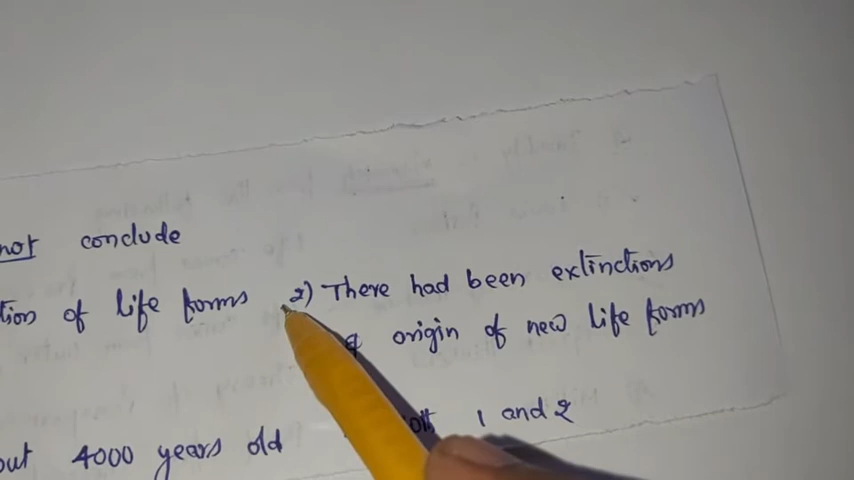 not conclude
tion of life forms 2) There had been extinctions
& origin of new life forms
out 4000 years old 1 and 2